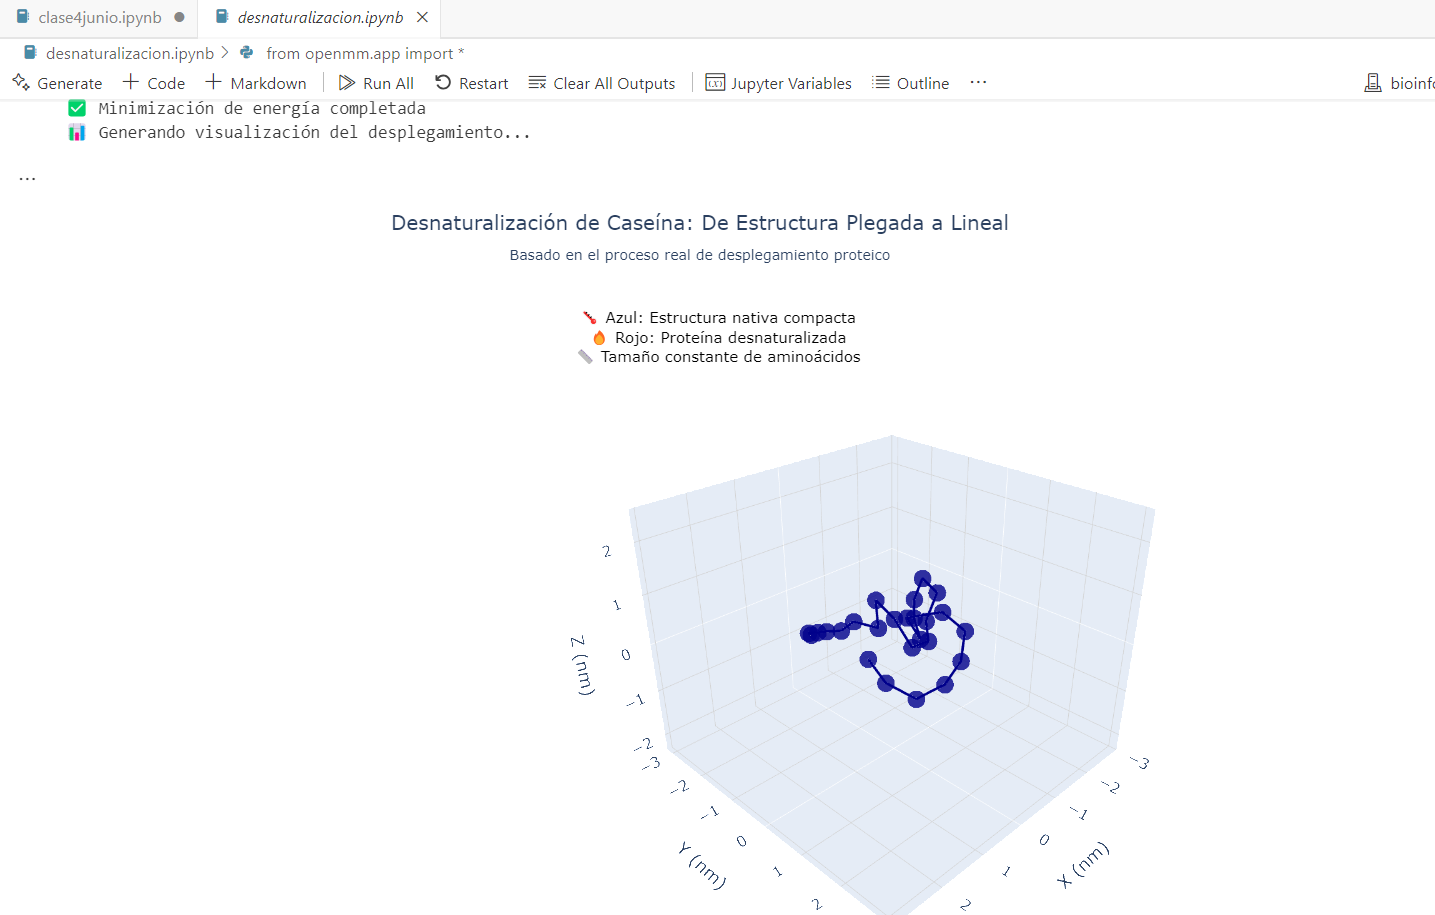 clase4junio.ipynb ● desnaturalizacion.ipynb ×
desnaturalizacion.ipynb > from openmm.app import *
Generate + Code + Markdown | Run All Restart Clear All Outputs | Jupyter Variables Outline ··· bioinfo
✅ Minimización de energía completada
📊 Generando visualización del desplegamiento...
...
Desnaturalización de Caseína: De Estructura Plegada a Lineal
Basado en el proceso real de desplegamiento proteico
Azul: Estructura nativa compacta
🔥 Rojo: Proteína desnaturalizada
📏 Tamaño constante de aminoácidos
2
1
0
−1
−2
Z (nm)
−3
−2
−1
0
1
2
Y (nm)
−3
−2
−1
0
1
2
X (nm)